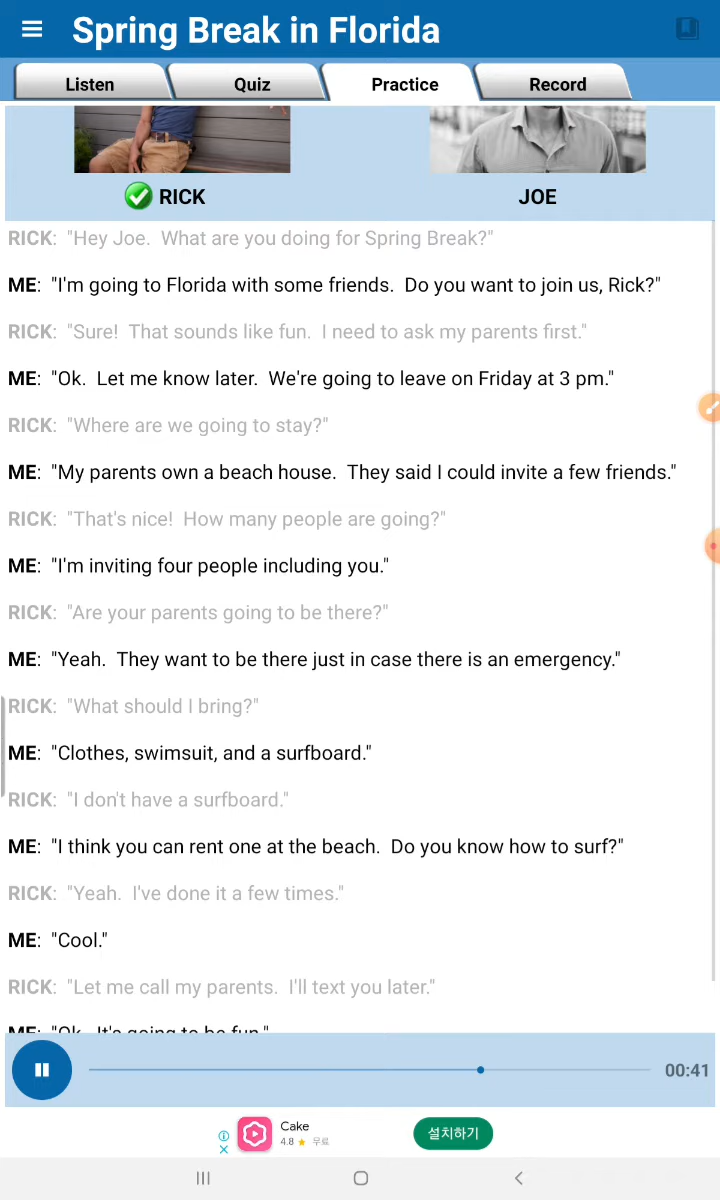 Spring Break in Florida
Listen
Quiz
Practice
Record
RICK
JOE
RICK: "Hey Joe. What are you doing for Spring Break?"
ME: "I'm going to Florida with some friends. Do you want to join us, Rick?"
RICK: "Sure! That sounds like fun. I need to ask my parents first."
ME: "Ok. Let me know later. We're going to leave on Friday at 3 pm."
RICK: "Where are we going to stay?"
ME: "My parents own a beach house. They said I could invite a few friends."
RICK: "That's nice! How many people are going?"
ME: "I'm inviting four people including you."
RICK: "Are your parents going to be there?"
ME: "Yeah. They want to be there just in case there is an emergency."
RICK: "What should I bring?"
ME: "Clothes, swimsuit, and a surfboard."
RICK: "I don't have a surfboard."
ME: "I think you can rent one at the beach. Do you know how to surf?"
RICK: "Yeah. I've done it a few times."
ME: "Cool."
RICK: "Let me call my parents. I'll text you later."
ME: "Ok. It's going to be fun."
00:41
Cake
4.8 ★ 무료
설치하기